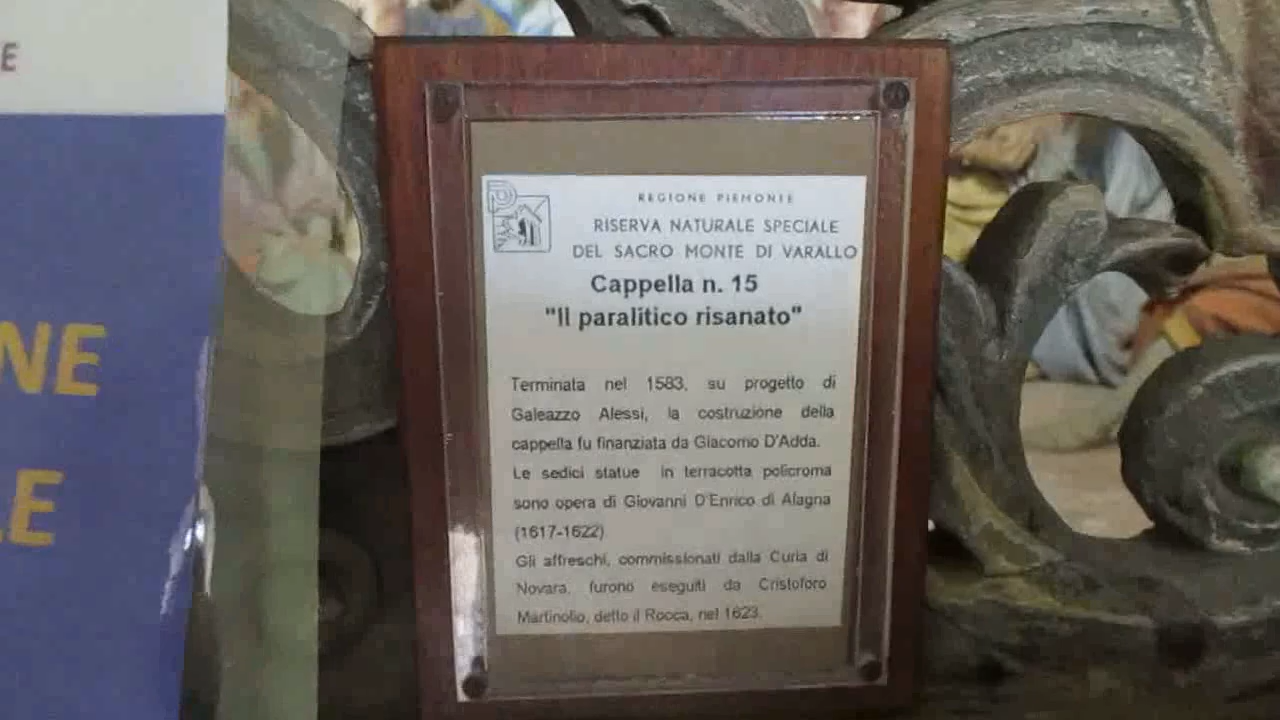 E
NE
LE
REGIONE PIEMONTE
RISERVA NATURALE SPECIALE
DEL SACRO MONTE DI VARALLO
Cappella n. 15
"Il paralitico risanato"
Terminata nel 1583, su progetto di
Galeazzo Alessi, la costruzione della
cappella fu finanziata da Giacomo D'Adda.
Le sedici statue in terracotta policroma
sono opera di Giovanni D'Enrico di Alagna
(1617-1622)
Gli affreschi, commissionati dalla Curia di
Novara, furono eseguiti da Cristoforo
Martinolio, detto il Rocca, nel 1623.